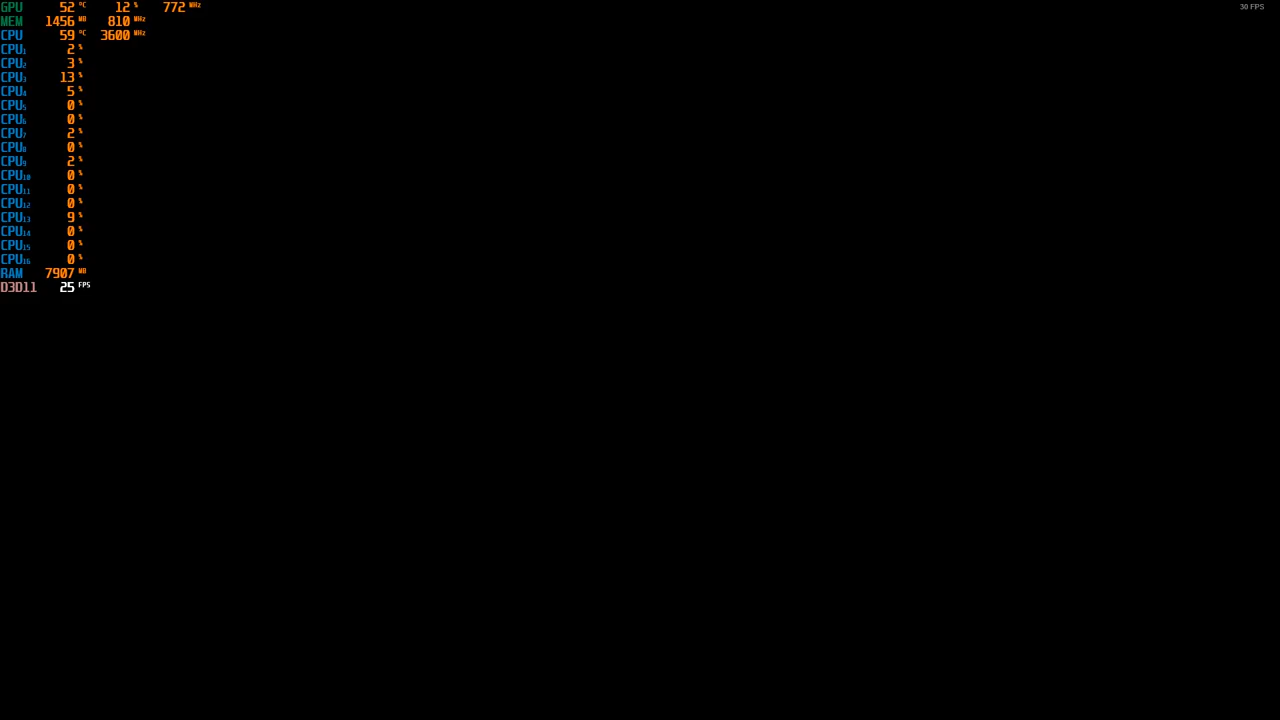 GPU 52 °C 12 % 772 MHz 30 FPS
MEM 1456 MB 810 MHz
CPU 59 °C 3600 MHz
CPU1 2 %
CPU2 3 %
CPU3 13 %
CPU4 5 %
CPU5 0 %
CPU6 0 %
CPU7 2 %
CPU8 0 %
CPU9 2 %
CPU10 0 %
CPU11 0 %
CPU12 0 %
CPU13 9 %
CPU14 0 %
CPU15 0 %
CPU16 0 %
RAM 7907 MB
D3D11 25 FPS